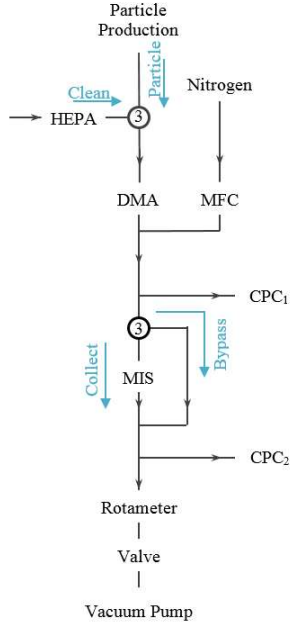 Particle
Production
Particle
Nitrogen
Clean
HEPA
3
DMA
MFC
CPC1
3
Bypass
Collect
MIS
CPC2
Rotameter
Valve
Vacuum Pump